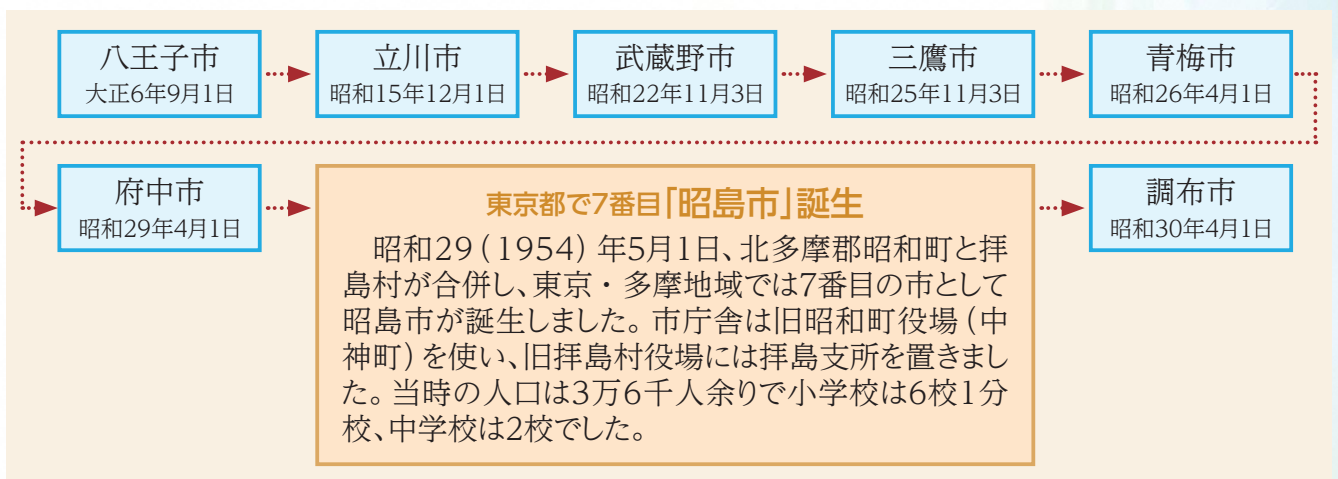 八王子市
大正6年9月1日
立川市
昭和15年12月1日
武蔵野市
昭和22年11月3日
三鷹市
昭和25年11月3日
青梅市
昭和26年4月1日
府中市
昭和29年4月1日
東京都で7番目「昭島市」誕生
昭和29(1954)年5月1日、北多摩郡昭和町と拝
島村が合併し、東京・多摩地域では7番目の市として
昭島市が誕生しました。市庁舎は旧昭和町役場(中
神町)を使い、旧拝島村役場には拝島支所を置きまし
た。当時の人口は3万6千人余りで小学校は6校1分
校、中学校は2校でした。
調布市
昭和30年4月1日